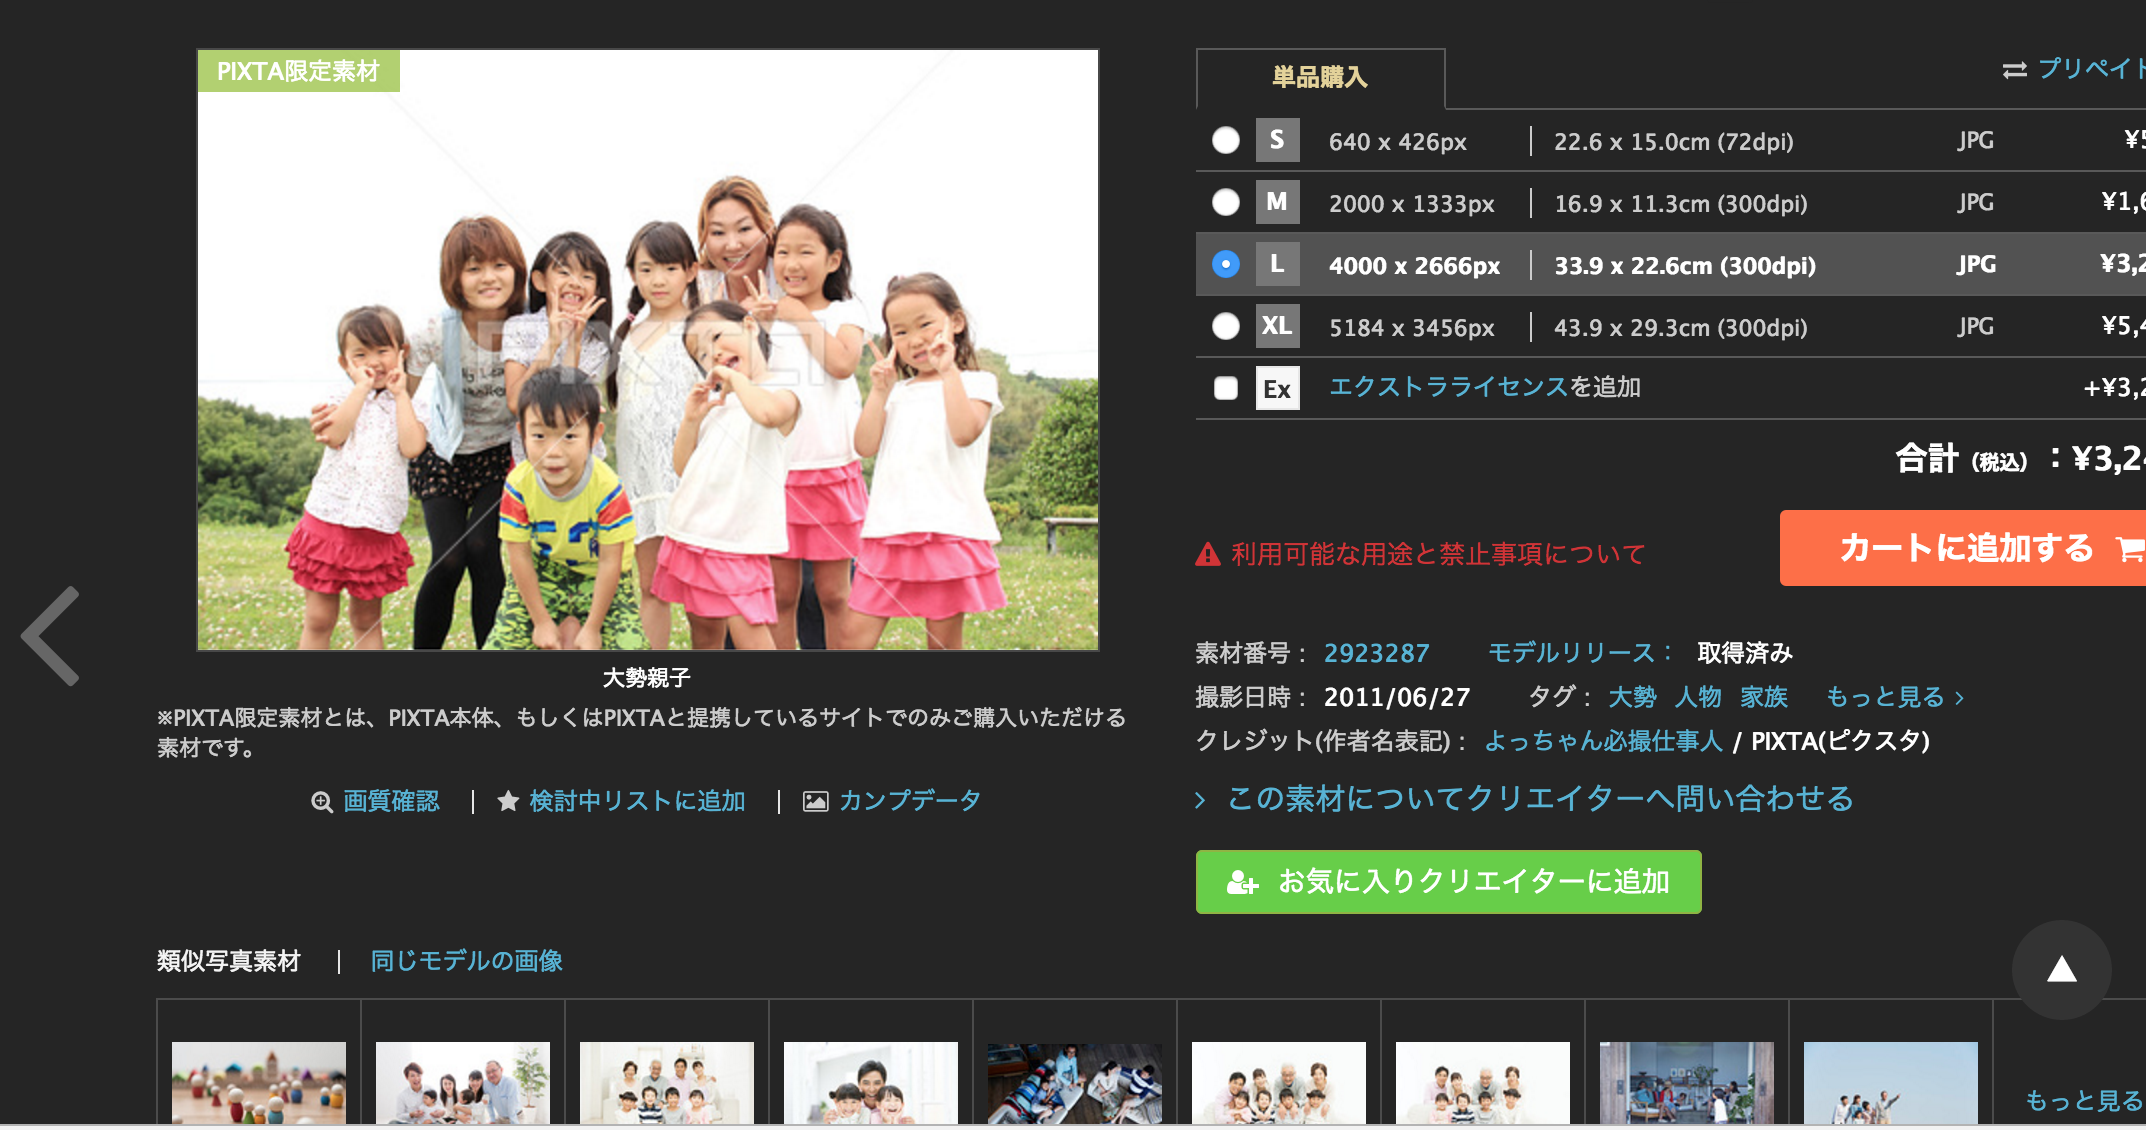 PIXTA限定素材
PIXTA
大勢親子
※PIXTA限定素材とは、PIXTA本体、もしくはPIXTAと提携しているサイトでのみご購入いただける
素材です。
画質確認 | 検討中リストに追加 | カンプデータ
単品購入
プリペイド
S 640 x 426px | 22.6 x 15.0cm (72dpi) JPG ¥5
M 2000 x 1333px | 16.9 x 11.3cm (300dpi) JPG ¥1,6
L 4000 x 2666px | 33.9 x 22.6cm (300dpi) JPG ¥3,2
XL 5184 x 3456px | 43.9 x 29.3cm (300dpi) JPG ¥5,4
Ex エクストラライセンスを追加 +¥3,2
合計 (税込) : ¥3,24
利用可能な用途と禁止事項について
カートに追加する
素材番号 : 2923287 モデルリリース : 取得済み
撮影日時 : 2011/06/27 タグ : 大勢 人物 家族 もっと見る
クレジット(作者名表記) : よっちゃん必撮仕事人 / PIXTA(ピクスタ)
この素材についてクリエイターへ問い合わせる
お気に入りクリエイターに追加
類似写真素材 | 同じモデルの画像
もっと見る